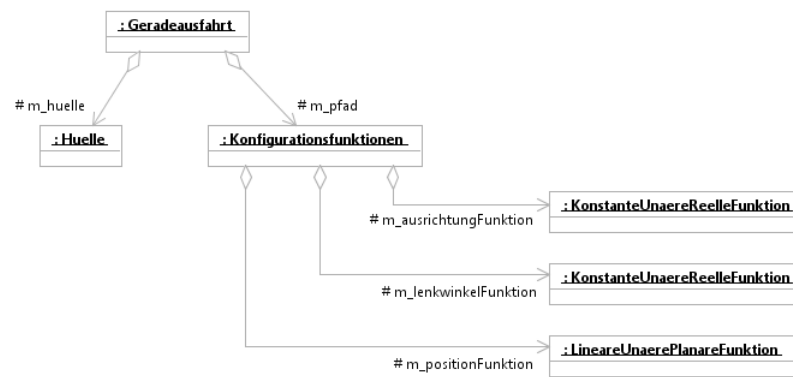 : Geradeausfahrt
# m_huelle
# m_pfad
: Huelle
: Konfigurationsfunktionen
: KonstanteUnaereReelleFunktion
# m_ausrichtungFunktion
: KonstanteUnaereReelleFunktion
# m_lenkwinkelFunktion
: LineareUnaerePlanareFunktion
# m_positionFunktion